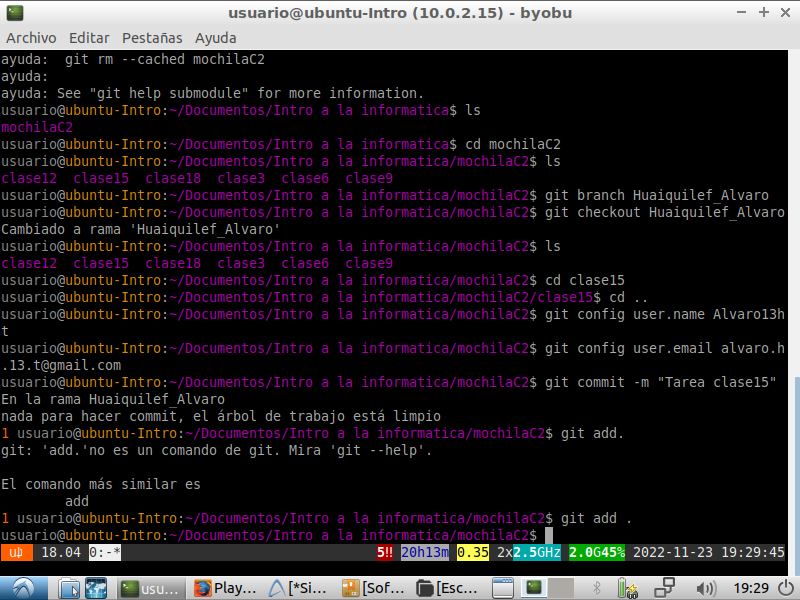 usuario@ubuntu-Intro (10.0.2.15) - byobu
Archivo Editar Pestañas Ayuda
ayuda:  git rm --cached mochilaC2
ayuda:
ayuda: See "git help submodule" for more information.
usuario@ubuntu-Intro:~/Documentos/Intro a la informatica$ ls
mochilaC2
usuario@ubuntu-Intro:~/Documentos/Intro a la informatica$ cd mochilaC2
usuario@ubuntu-Intro:~/Documentos/Intro a la informatica/mochilaC2$ ls
clase12  clase15  clase18  clase3  clase6  clase9
usuario@ubuntu-Intro:~/Documentos/Intro a la informatica/mochilaC2$ git branch Huaiquilef_Alvaro
usuario@ubuntu-Intro:~/Documentos/Intro a la informatica/mochilaC2$ git checkout Huaiquilef_Alvaro
Cambiado a rama 'Huaiquilef_Alvaro'
usuario@ubuntu-Intro:~/Documentos/Intro a la informatica/mochilaC2$ ls
clase12  clase15  clase18  clase3  clase6  clase9
usuario@ubuntu-Intro:~/Documentos/Intro a la informatica/mochilaC2$ cd clase15
usuario@ubuntu-Intro:~/Documentos/Intro a la informatica/mochilaC2/clase15$ cd ..
usuario@ubuntu-Intro:~/Documentos/Intro a la informatica/mochilaC2$ git config user.name Alvaro13h
t
usuario@ubuntu-Intro:~/Documentos/Intro a la informatica/mochilaC2$ git config user.email alvaro.h
.13.t@gmail.com
usuario@ubuntu-Intro:~/Documentos/Intro a la informatica/mochilaC2$ git commit -m "Tarea clase15"
En la rama Huaiquilef_Alvaro
nada para hacer commit, el árbol de trabajo está limpio
1 usuario@ubuntu-Intro:~/Documentos/Intro a la informatica/mochilaC2$ git add.
git: 'add.'no es un comando de git. Mira 'git --help'.
El comando más similar es
add
1 usuario@ubuntu-Intro:~/Documentos/Intro a la informatica/mochilaC2$ git add .
usuario@ubuntu-Intro:~/Documentos/Intro a la informatica/mochilaC2$
18.04 0:-* 5!! 20h13m 0.35 2x2.5GHz 2.0G45% 2022-11-23 19:29:45
usu... Play... [*Si... [Sof... [Esc... 19:29